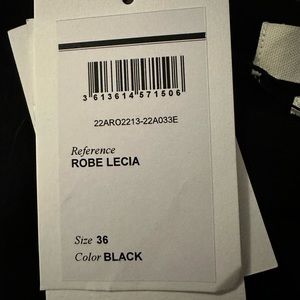 3 613614 571506
22ARO2213-22A033E
Reference
ROBE LECIA
Size 36
Color BLACK